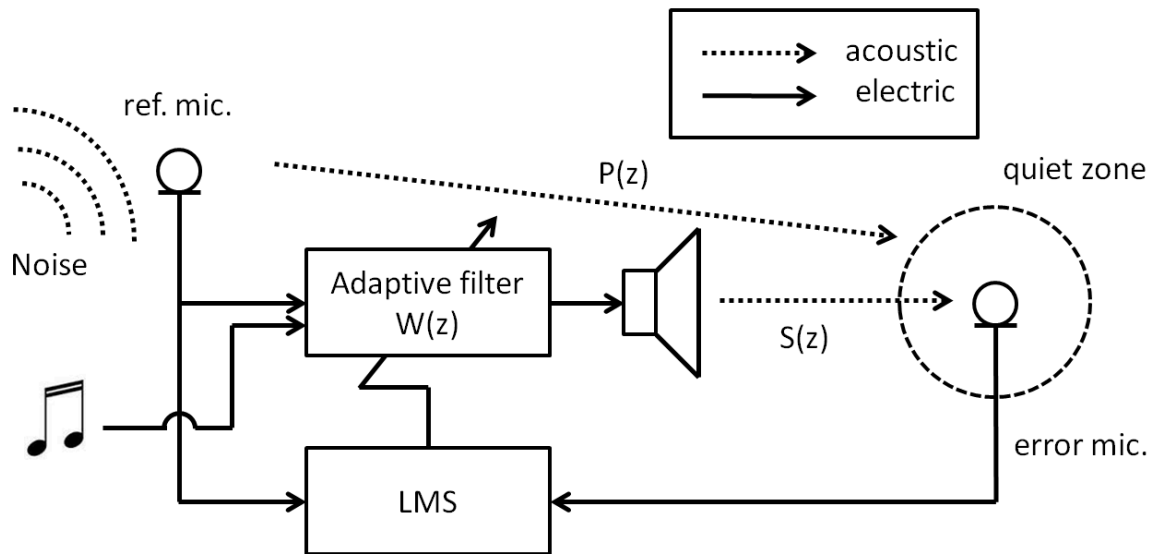 acoustic
electric
ref. mic.
P(z)
quiet zone
Noise
Adaptive filter
W(z)
S(z)
error mic.
LMS